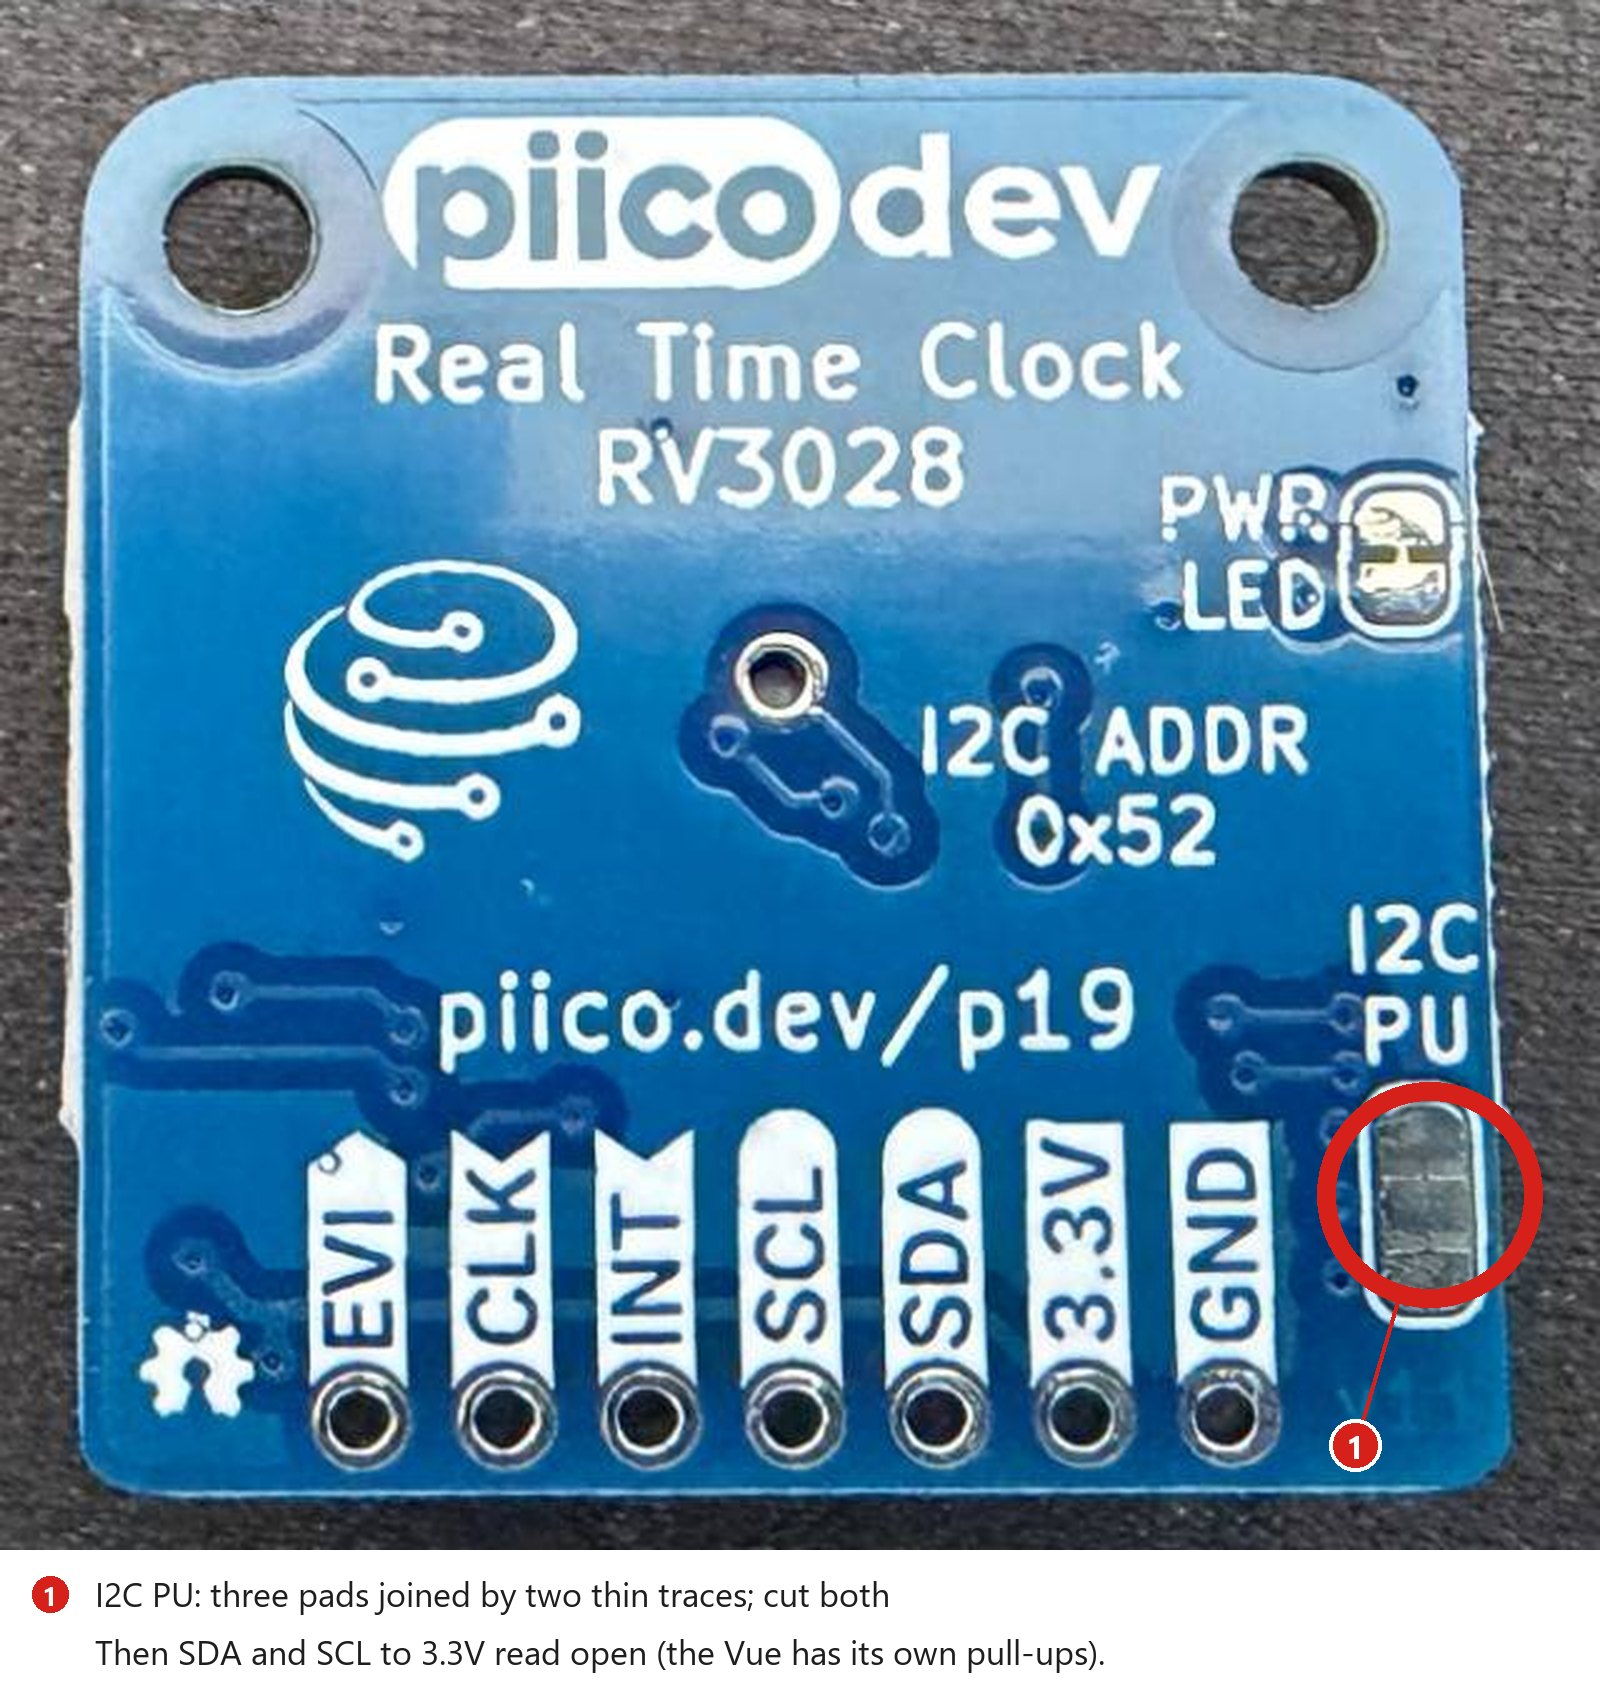 piicodev
Real Time Clock
RV3028
PWR
LED
I2C ADDR
0x52
I2C
PU
piico.dev/p19
EVI
CLK
INT
SCL
SDA
3.3V
GND
1
1 I2C PU: three pads joined by two thin traces; cut both
Then SDA and SCL to 3.3V read open (the Vue has its own pull-ups).